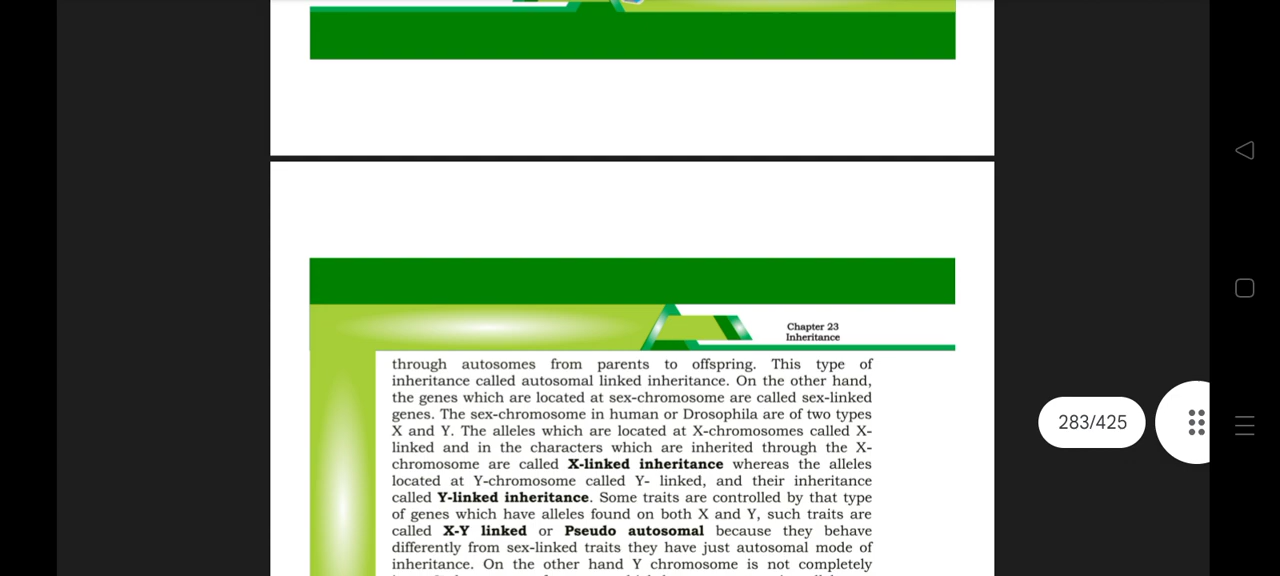 Chapter 23
Inheritance
through autosomes from parents to offspring. This type of
inheritance called autosomal linked inheritance. On the other hand,
the genes which are located at sex-chromosome are called sex-linked
genes. The sex-chromosome in human or Drosophila are of two types
X and Y. The alleles which are located at X-chromosomes called X-
linked and in the characters which are inherited through the X-
chromosome are called X-linked inheritance whereas the alleles
located at Y-chromosome called Y- linked, and their inheritance
called Y-linked inheritance. Some traits are controlled by that type
of genes which have alleles found on both X and Y, such traits are
called X-Y linked or Pseudo autosomal because they behave
differently from sex-linked traits they have just autosomal mode of
inheritance. On the other hand Y chromosome is not completely
283/425